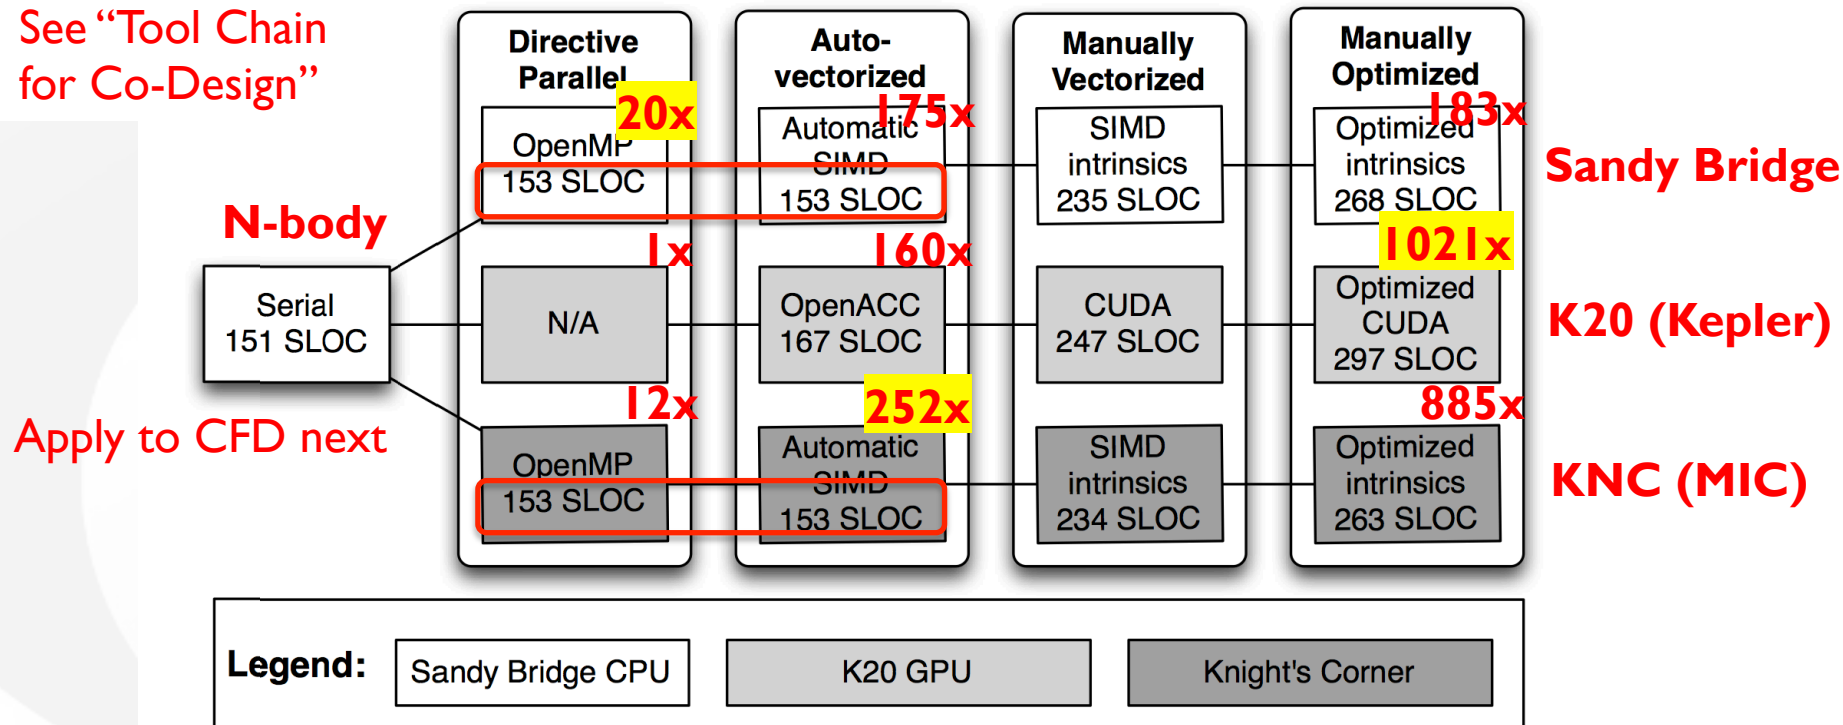 See “Tool Chain
for Co-Design”
Directive
Parallel
Auto-
vectorized
Manually
Vectorized
Manually
Optimized
20x
175x
183x
OpenMP
153 SLOC
Automatic
SIMD
153 SLOC
SIMD
intrinsics
235 SLOC
Optimized
intrinsics
268 SLOC
Sandy Bridge
N-body
1x
160x
1021x
Serial
151 SLOC
N/A
OpenACC
167 SLOC
CUDA
247 SLOC
Optimized
CUDA
297 SLOC
K20 (Kepler)
12x
252x
885x
Apply to CFD next
OpenMP
153 SLOC
Automatic
SIMD
153 SLOC
SIMD
intrinsics
234 SLOC
Optimized
intrinsics
263 SLOC
KNC (MIC)
Legend:
Sandy Bridge CPU
K20 GPU
Knight's Corner